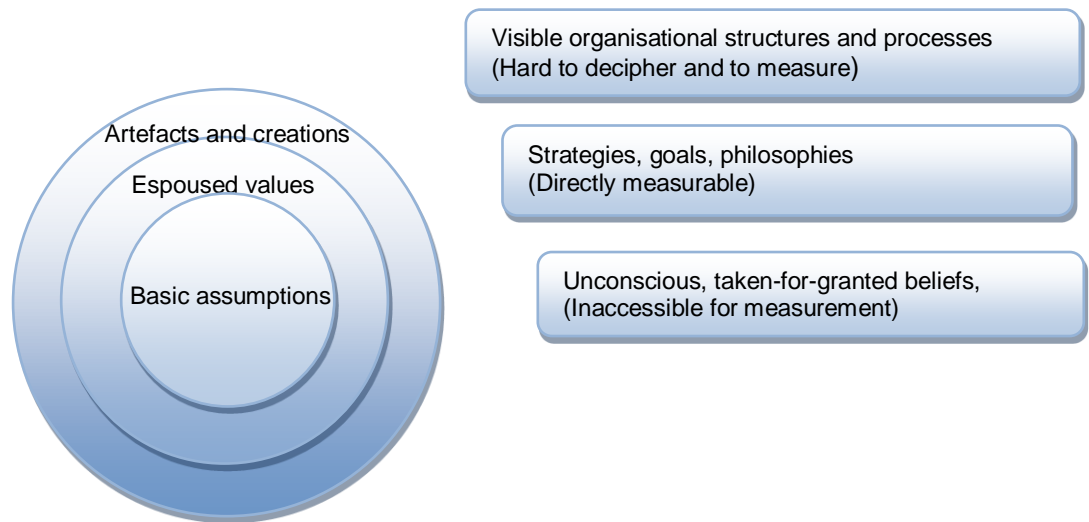 Visible organisational structures and processes
(Hard to decipher and to measure)
Artefacts and creations
Strategies, goals, philosophies
(Directly measurable)
Espoused values
Unconscious, taken-for-granted beliefs,
(Inaccessible for measurement)
Basic assumptions